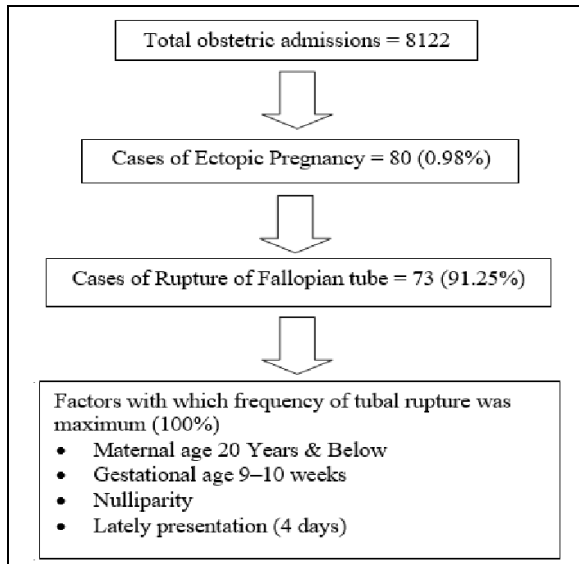 Total obstetric admissions = 8122
Cases of Ectopic Pregnancy = 80 (0.98%)
Cases of Rupture of Fallopian tube = 73 (91.25%)
Factors with which frequency of tubal rupture was
maximum (100%)
• Maternal age 20 Years & Below
• Gestational age 9–10 weeks
• Nulliparity
• Lately presentation (4 days)